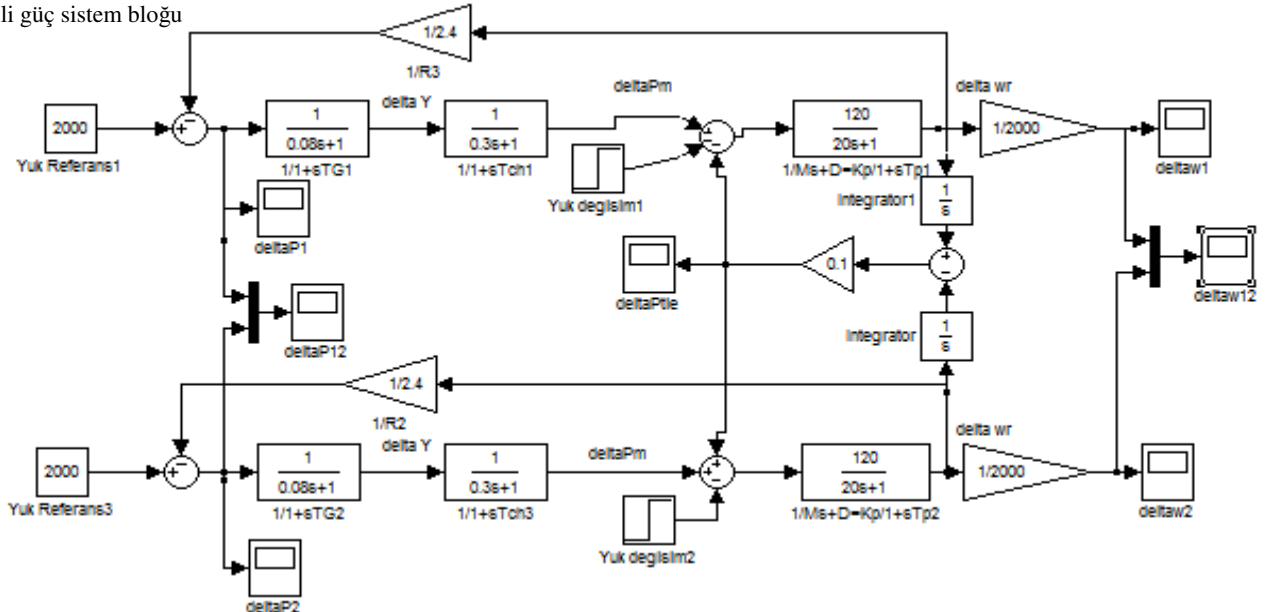 li güç sistem bloğu
1/2.4
1/R3
deltaPm
delta wr
delta Y
2000
Yuk Referans1
1
0.08s+1
1/1+sTG1
1
0.3s+1
1/1+sTch1
120
20s+1
1/Ms+D=Kp/1+sTp1
1/2000
deltaw1
Yuk degisim1
Integrator1
1
s
deltaP1
deltaPtie
0.1
deltaw12
deltaP12
Integrator
1
s
1/2.4
1/R2
delta Y
deltaPm
delta wr
2000
Yuk Referans3
1
0.08s+1
1/1+sTG2
1
0.3s+1
1/1+sTch3
120
20s+1
1/Ms+D=Kp/1+sTp2
1/2000
deltaw2
Yuk degisim2
deltaP2